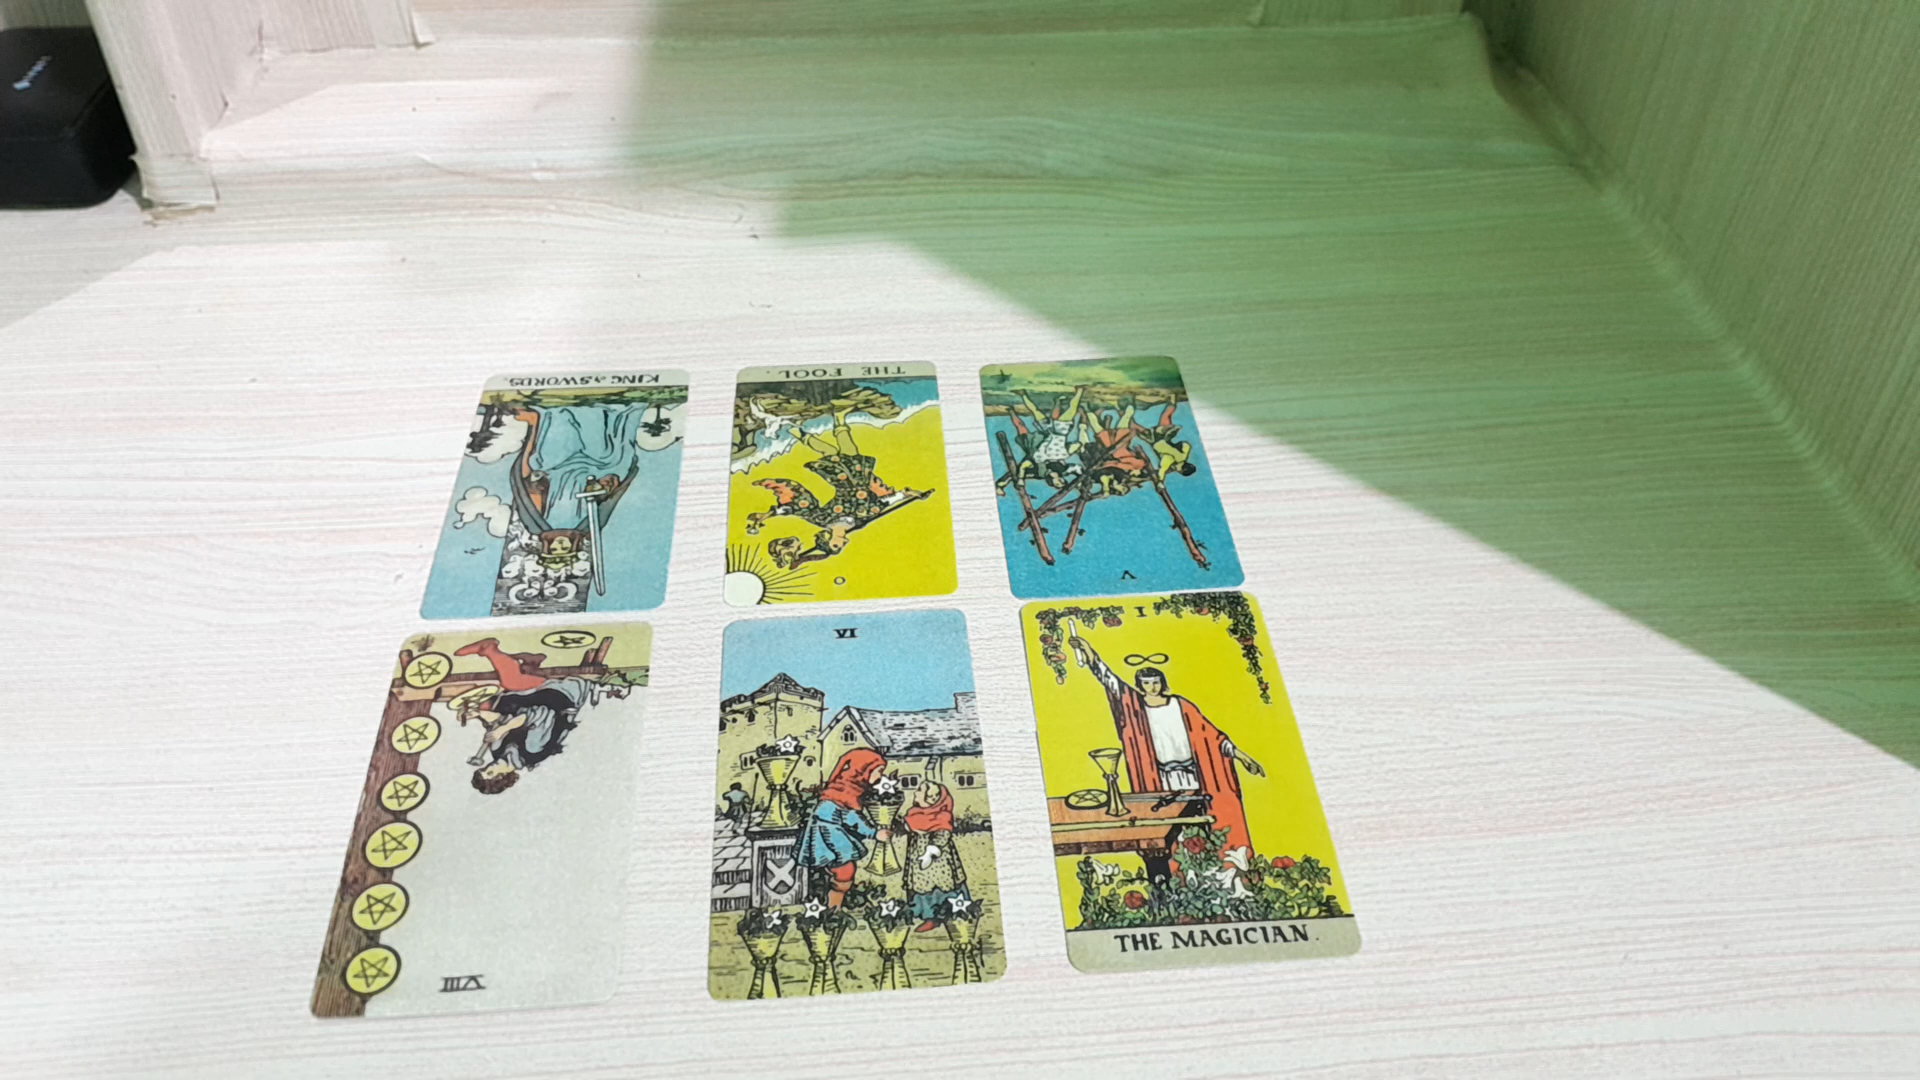 KING of SWORDS.
THE FOOL.
0
V
VI
I
VIII
THE MAGICIAN.